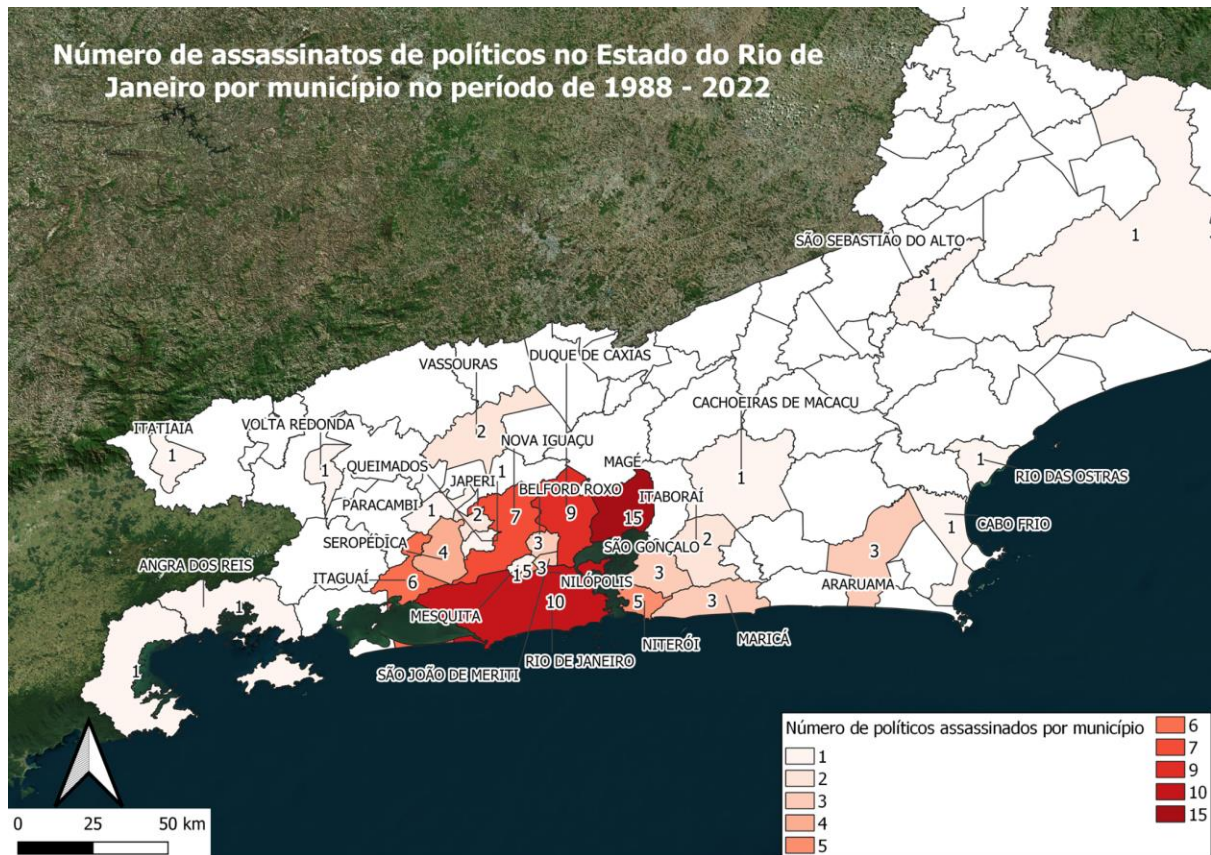 Número de assassinatos de políticos no Estado do Rio de
Janeiro por município no período de 1988 - 2022
1
SÃO SEBASTIÃO DO ALTO
1
VASSOURAS
DUQUE DE CAXIAS
2
CACHOEIRAS DE MACACU
ITATIAIA
1
VOLTA REDONDA
1
NOVA IGUAÇU
QUEIMADOS
JAPERI
1
MAGÉ
1
1
RIO DAS OSTRAS
PARACAMBI
1
2
7
BELFORD ROXO
9
15
ITABORAÍ
2
1
CABO FRIO
SEROPÉDICA
4
3
SÃO GONÇALO
3
3
ANGRA DOS REIS
1
ITAGUAÍ
6
1
5
3
NILÓPOLIS
ARARUAMA
MESQUITA
10
5
3
NITERÓI
MARICÁ
1
SÃO JOÃO DE MERITI
RIO DE JANEIRO
Número de políticos assassinados por município
1
2
3
4
5
6
7
9
10
15
0 25 50 km